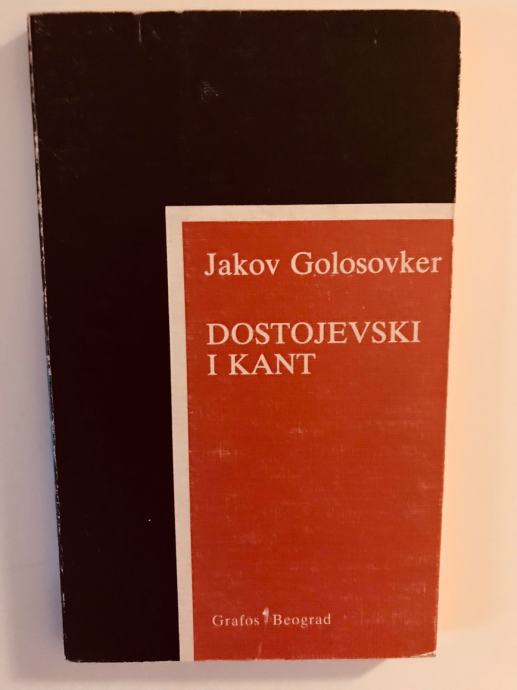 Jakov Golosovker
DOSTOJEVSKI
I KANT
Grafos Beograd